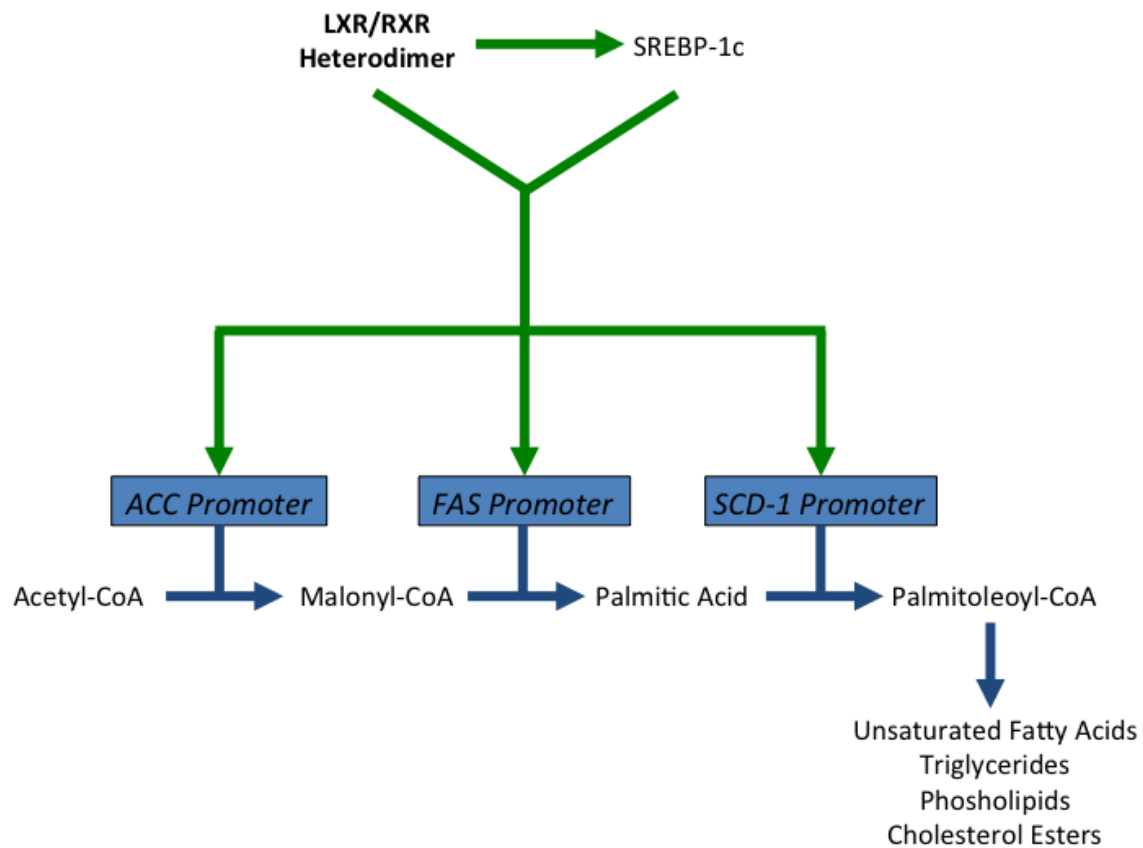 LXR/RXR
Heterodimer
SREBP-1c
ACC Promoter
FAS Promoter
SCD-1 Promoter
Acetyl-CoA
Malonyl-CoA
Palmitic Acid
Palmitoleoyl-CoA
Unsaturated Fatty Acids
Triglycerides
Phosholipids
Cholesterol Esters